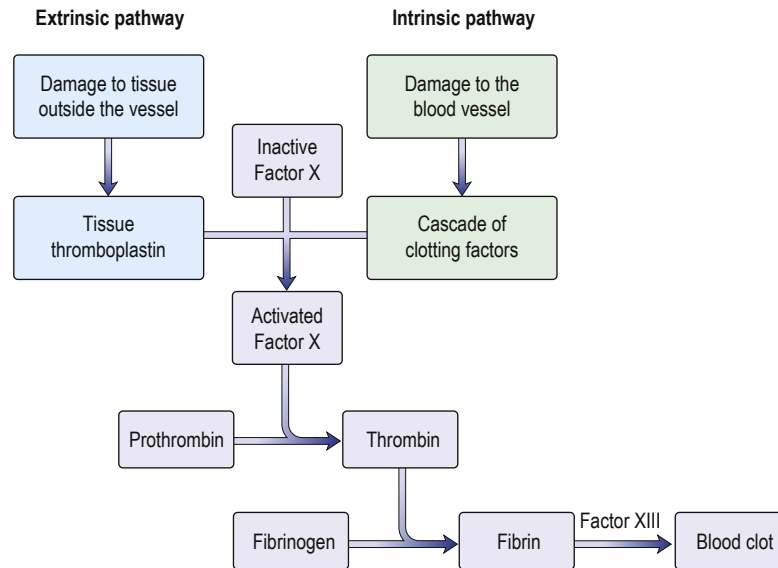 Extrinsic pathway
Intrinsic pathway
Damage to tissue
outside the vessel
Damage to the
blood vessel
Inactive
Factor X
Tissue
thromboplastin
Cascade of
clotting factors
Activated
Factor X
Prothrombin
Thrombin
Fibrinogen
Fibrin
Factor XIII
Blood clot